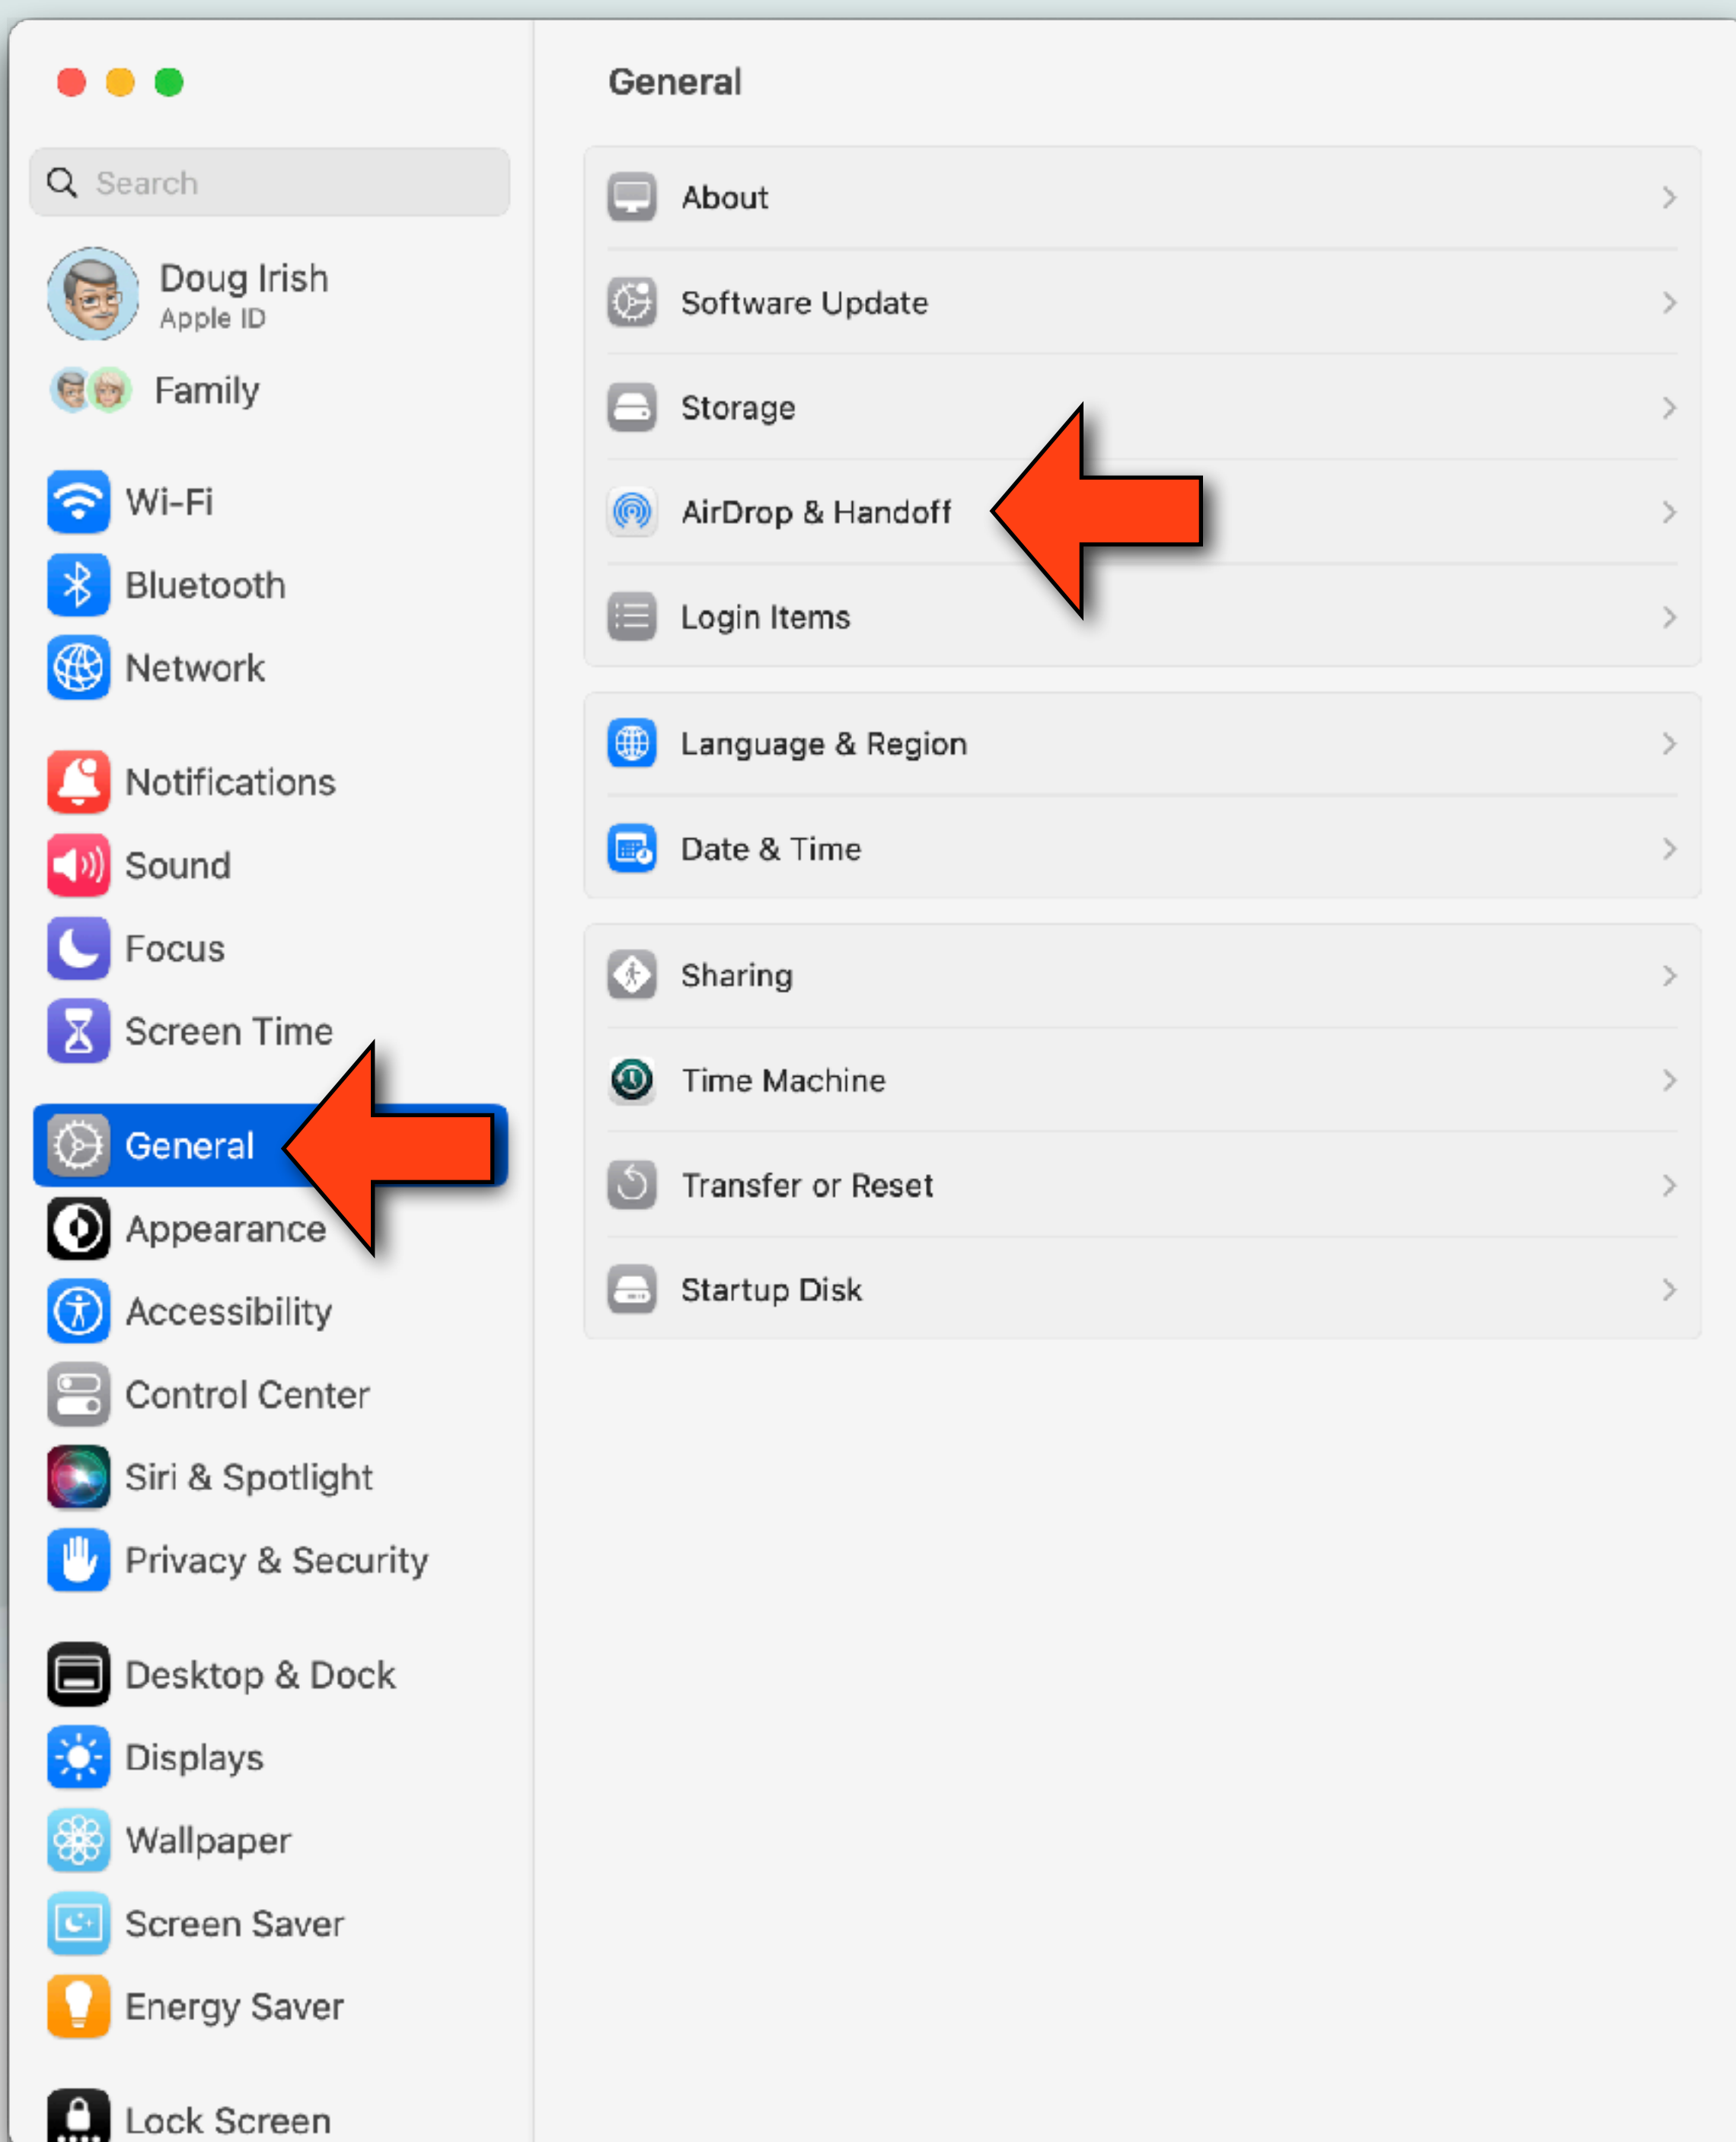 Search
Doug Irish
Apple ID
Family
Wi-Fi
Bluetooth
Network
Notifications
Sound
Focus
Screen Time
General
Appearance
Accessibility
Control Center
Siri & Spotlight
Privacy & Security
Desktop & Dock
Displays
Wallpaper
Screen Saver
Energy Saver
Lock Screen
General
About
Software Update
Storage
AirDrop & Handoff
Login Items
Language & Region
Date & Time
Sharing
Time Machine
Transfer or Reset
Startup Disk